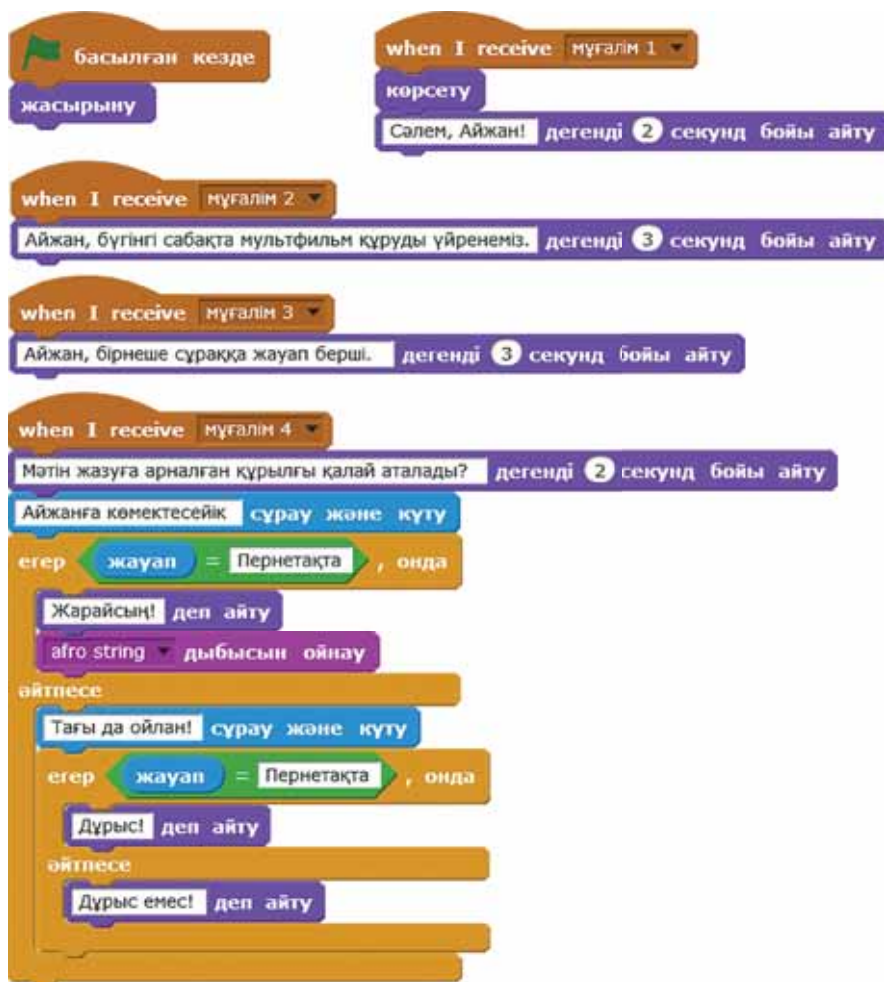 басылған кезде
жасырыну
when I receive мұғалім 1
көрсету
Сәлем, Айжан! дегенді 2 секунд бойы айту
when I receive мұғалім 2
Айжан, бүгінгі сабақта мультфильм құруды үйренеміз. дегенді 3 секунд бойы айту
when I receive мұғалім 3
Айжан, бірнеше сұраққа жауап берші. дегенді 3 секунд бойы айту
when I receive мұғалім 4
Мәтін жазуға арналған құрылғы қалай аталады? дегенді 2 секунд бойы айту
Айжанға көмектесейік сұрау және күту
егер жауап = Пернетақта , онда
Жарайсың! деп айту
afro string дыбысын ойнау
әйтпесе
Тағы да ойлан! сұрау және күту
егер жауап = Пернетақта , онда
Дұрыс! деп айту
әйтпесе
Дұрыс емес! деп айту